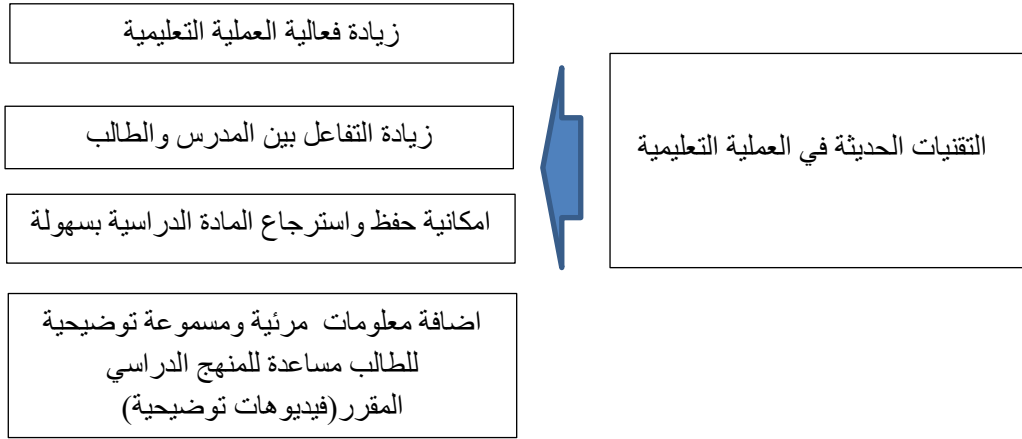 التقنيات الحديثة في العملية التعليمية
زيادة فعالية العملية التعليمية
زيادة التفاعل بين المدرس والطالب
امكانية حفظ واسترجاع المادة الدراسية بسهولة
اضافة معلومات مرئية ومسموعة توضيحية
للطالب مساعدة للمنهج الدراسي
المقرر(فيديوهات توضيحية)